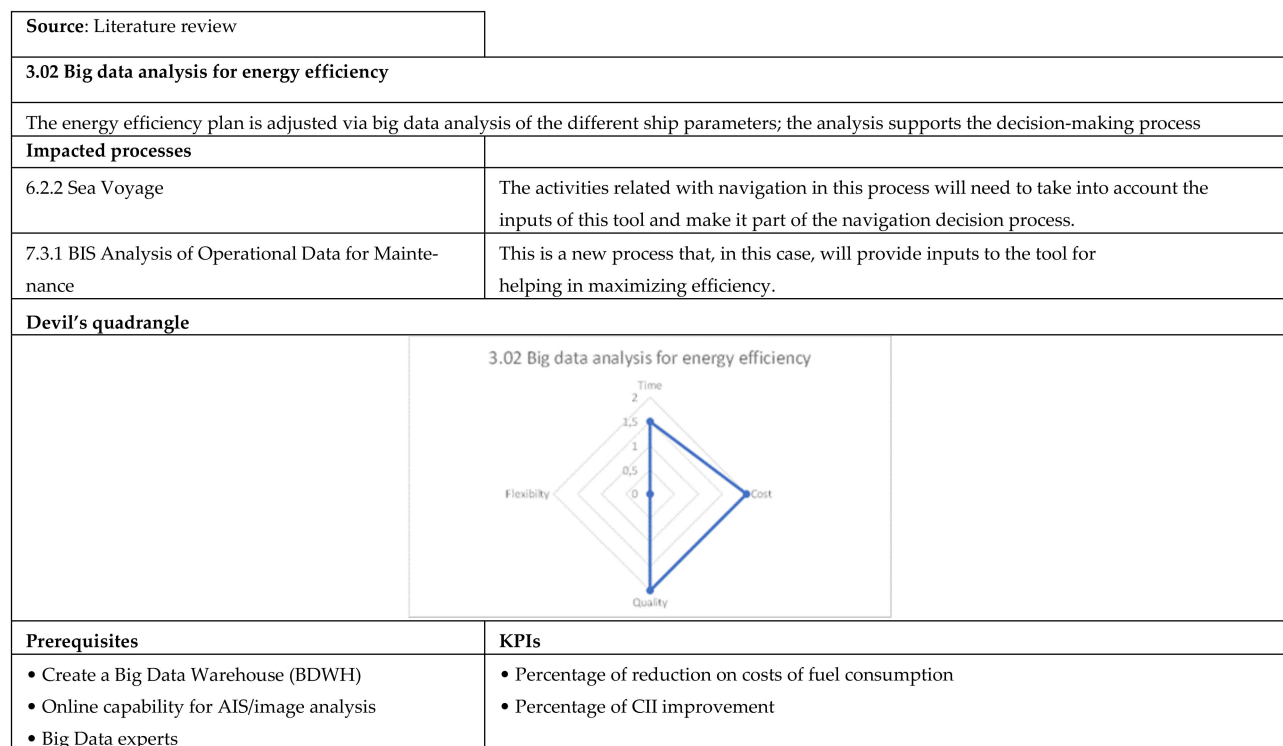 Source: Literature review
3.02 Big data analysis for energy efficiency
The energy efficiency plan is adjusted via big data analysis of the different ship parameters; the analysis supports the decision-making process
Impacted processes
6.2.2 Sea Voyage
The activities related with navigation in this process will need to take into account the
inputs of this tool and make it part of the navigation decision process.
7.3.1 BIS Analysis of Operational Data for Mainte-
nance
This is a new process that, in this case, will provide inputs to the tool for
helping in maximizing efficiency.
Devil's quadrangle
3.02 Big data analysis for energy efficiency
Time
2
1,5
1
0,5
0
Flexibilty
Cost
Quality
Prerequisites
• Create a Big Data Warehouse (BDWH)
• Online capability for AIS/image analysis
• Big Data experts
KPIs
• Percentage of reduction on costs of fuel consumption
• Percentage of CII improvement